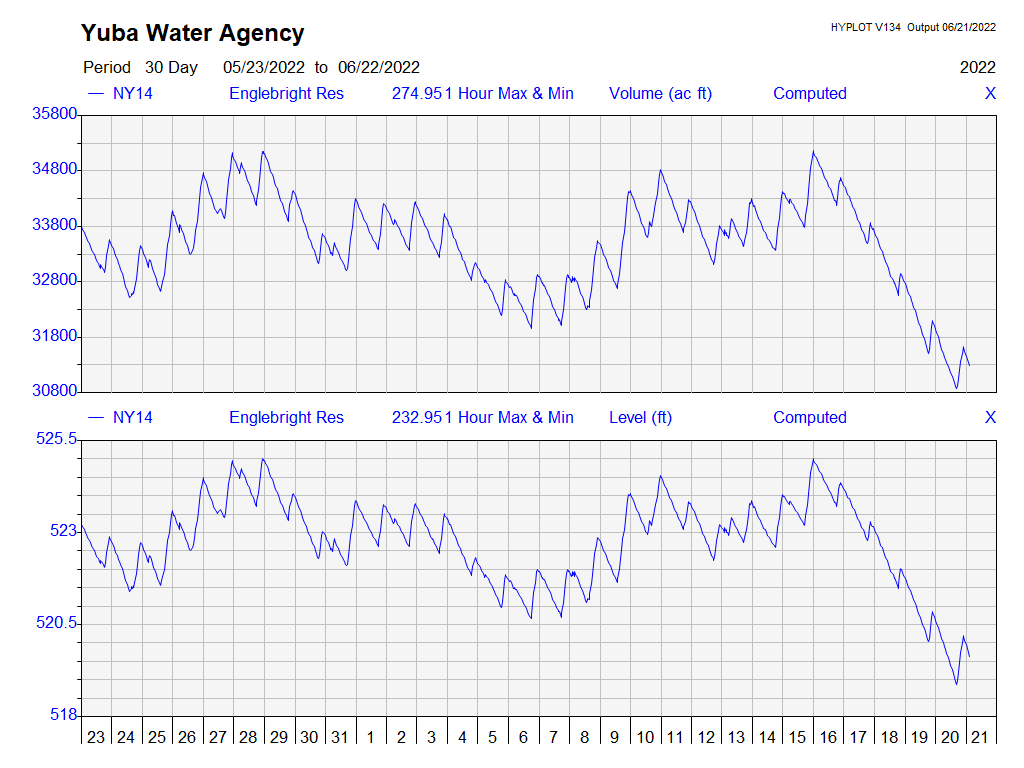 Yuba Water Agency
HYPLOT V134 Output 06/21/2022
Period 30 Day 05/23/2022 to 06/22/2022 2022
NY14 Englebright Res 274.951 Hour Max & Min Volume (ac ft) Computed X
35800
34800
33800
32800
31800
30800
NY14 Englebright Res 232.951 Hour Max & Min Level (ft) Computed X
525.5
523
520.5
518
23 24 25 26 27 28 29 30 31 1 2 3 4 5 6 7 8 9 10 11 12 13 14 15 16 17 18 19 20 21